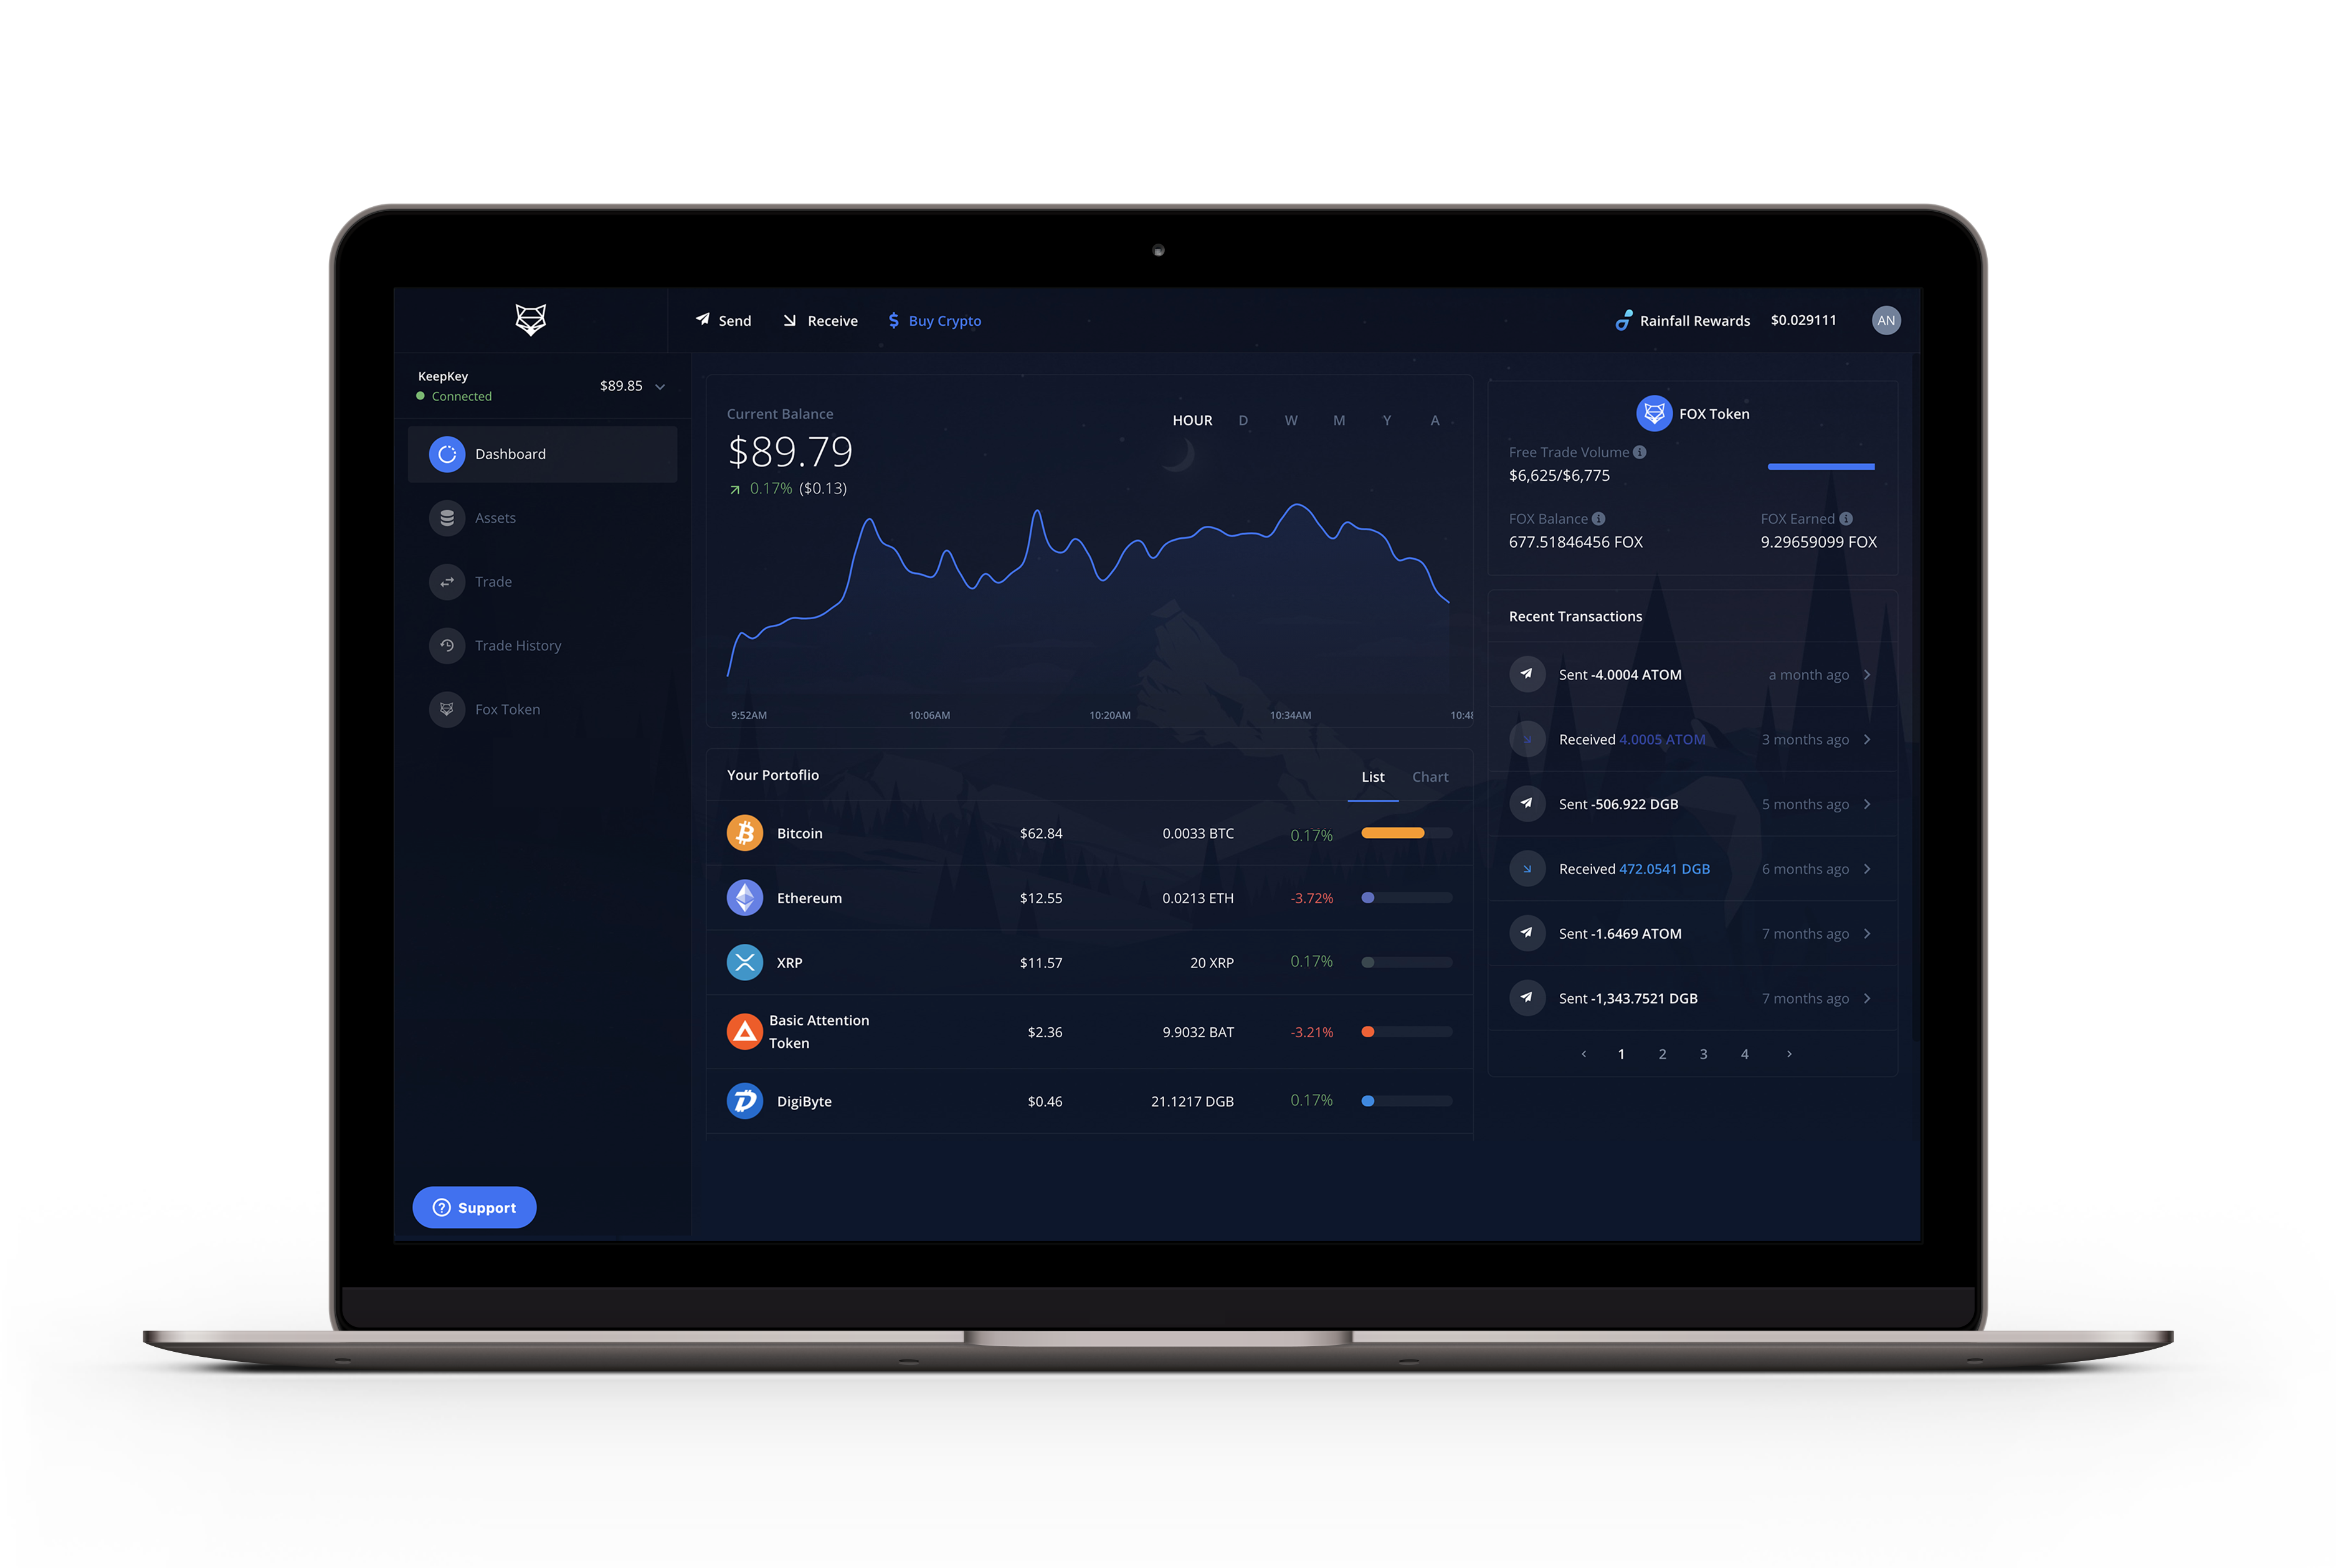 Send
Receive
$ Buy Crypto
Rainfall Rewards
$0.029111
AN
KeepKey
Connected
$89.85
Dashboard
Assets
Trade
Trade History
Fox Token
Support
Current Balance
$89.79
0.17% ($0.13)
HOUR D W M Y A
9:52AM 10:06AM 10:20AM 10:34AM 10:48
Your Portoflio
List Chart
Bitcoin $62.84 0.0033 BTC 0.17%
Ethereum $12.55 0.0213 ETH -3.72%
XRP $11.57 20 XRP 0.17%
Basic Attention
Token
$2.36 9.9032 BAT -3.21%
DigiByte $0.46 21.1217 DGB 0.17%
FOX Token
Free Trade Volume
$6,625/$6,775
FOX Balance
677.51846456 FOX
FOX Earned
9.29659099 FOX
Recent Transactions
Sent -4.0004 ATOM a month ago
Received 4.0005 ATOM 3 months ago
Sent -506.922 DGB 5 months ago
Received 472.0541 DGB 6 months ago
Sent -1.6469 ATOM 7 months ago
Sent -1,343.7521 DGB 7 months ago
‹ 1 2 3 4 ›